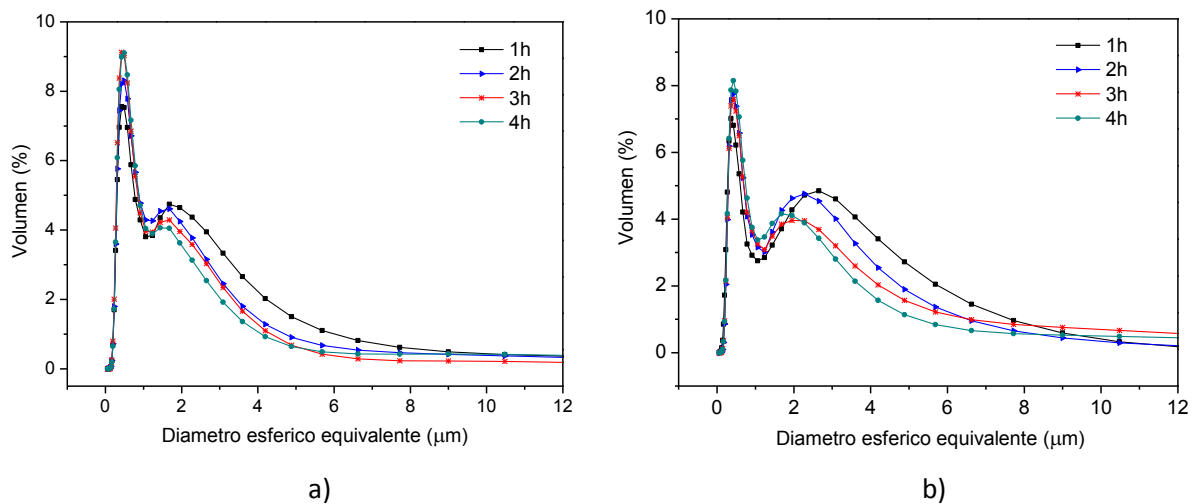 10
8
6
4
2
0
Volumen (%)
1h
2h
3h
4h
0 2 4 6 8 10 12
Diametro esferico equivalente (μm)
a)
10
8
6
4
2
0
Volumen (%)
1h
2h
3h
4h
0 2 4 6 8 10 12
Diametro esferico equivalente (μm)
b)